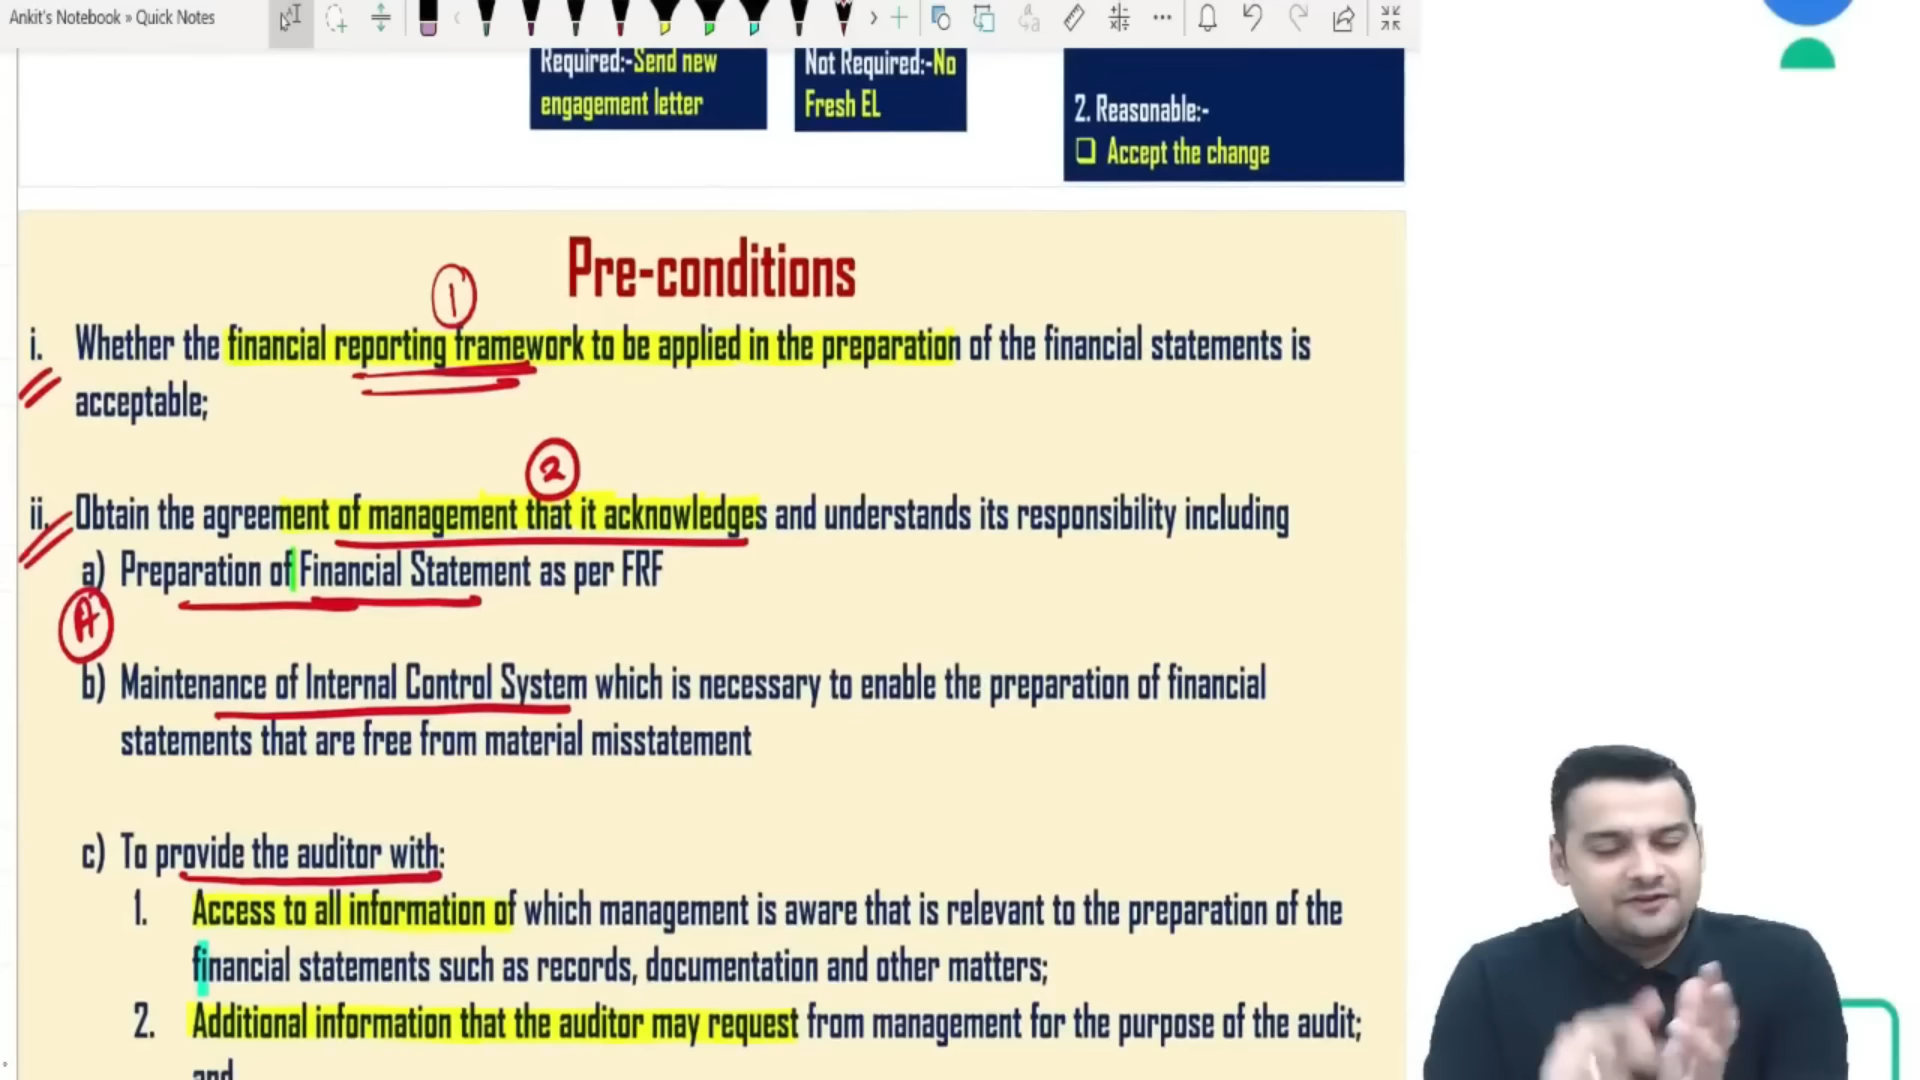 Ankit's Notebook » Quick Notes
Required:-Send new
engagement letter
Not Required:-No
Fresh EL
2. Reasonable:-
Accept the change
Pre-conditions
1
i. Whether the financial reporting framework to be applied in the preparation of the financial statements is
acceptable;
2
ii. Obtain the agreement of management that it acknowledges and understands its responsibility including
a) Preparation of Financial Statement as per FRF
A
b) Maintenance of Internal Control System which is necessary to enable the preparation of financial
statements that are free from material misstatement
c) To provide the auditor with:
1. Access to all information of which management is aware that is relevant to the preparation of the
financial statements such as records, documentation and other matters;
2. Additional information that the auditor may request from management for the purpose of the audit;
and